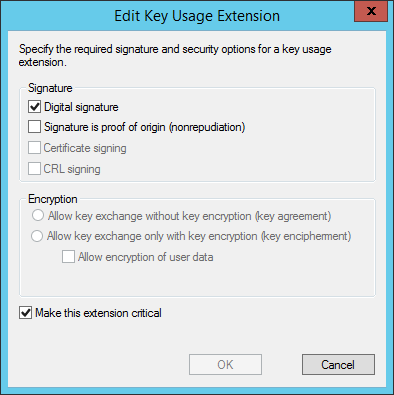 Edit Key Usage Extension
x
Specify the required signature and security options for a key usage
extension.
Signature
Digital signature
Signature is proof of origin (nonrepudiation)
Certificate signing
CRL signing
Encryption
Allow key exchange without key encryption (key agreement)
Allow key exchange only with key encryption (key encipherment)
Allow encryption of user data
Make this extension critical
OK
Cancel